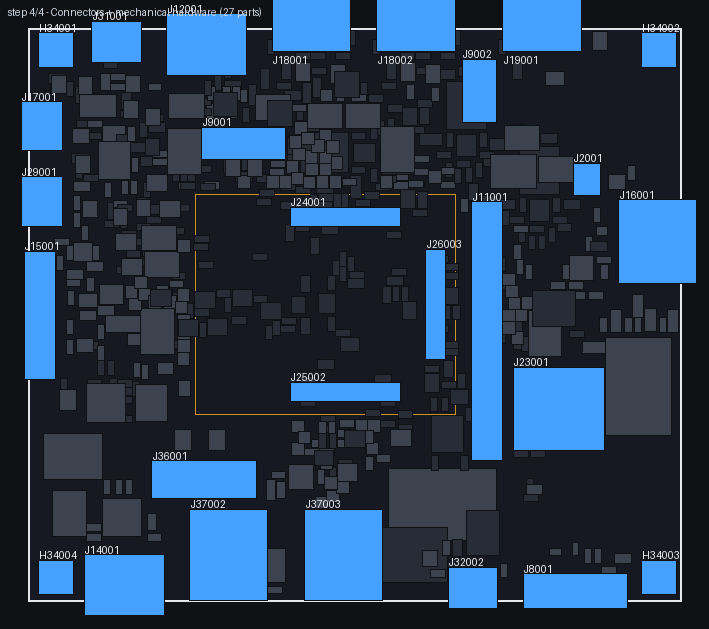 step 4/4 - Connectors + mechanical hardware (27 parts)
H34001
J31001
J12001
H34002
J18001
J18002
J9002
J19001
J17001
J9001
J2001
J29001
J24001
J11001
J16001
J15001
J26003
J23001
J25002
J36001
J37002
J37003
H34004
J14001
J32002
J8001
H34003